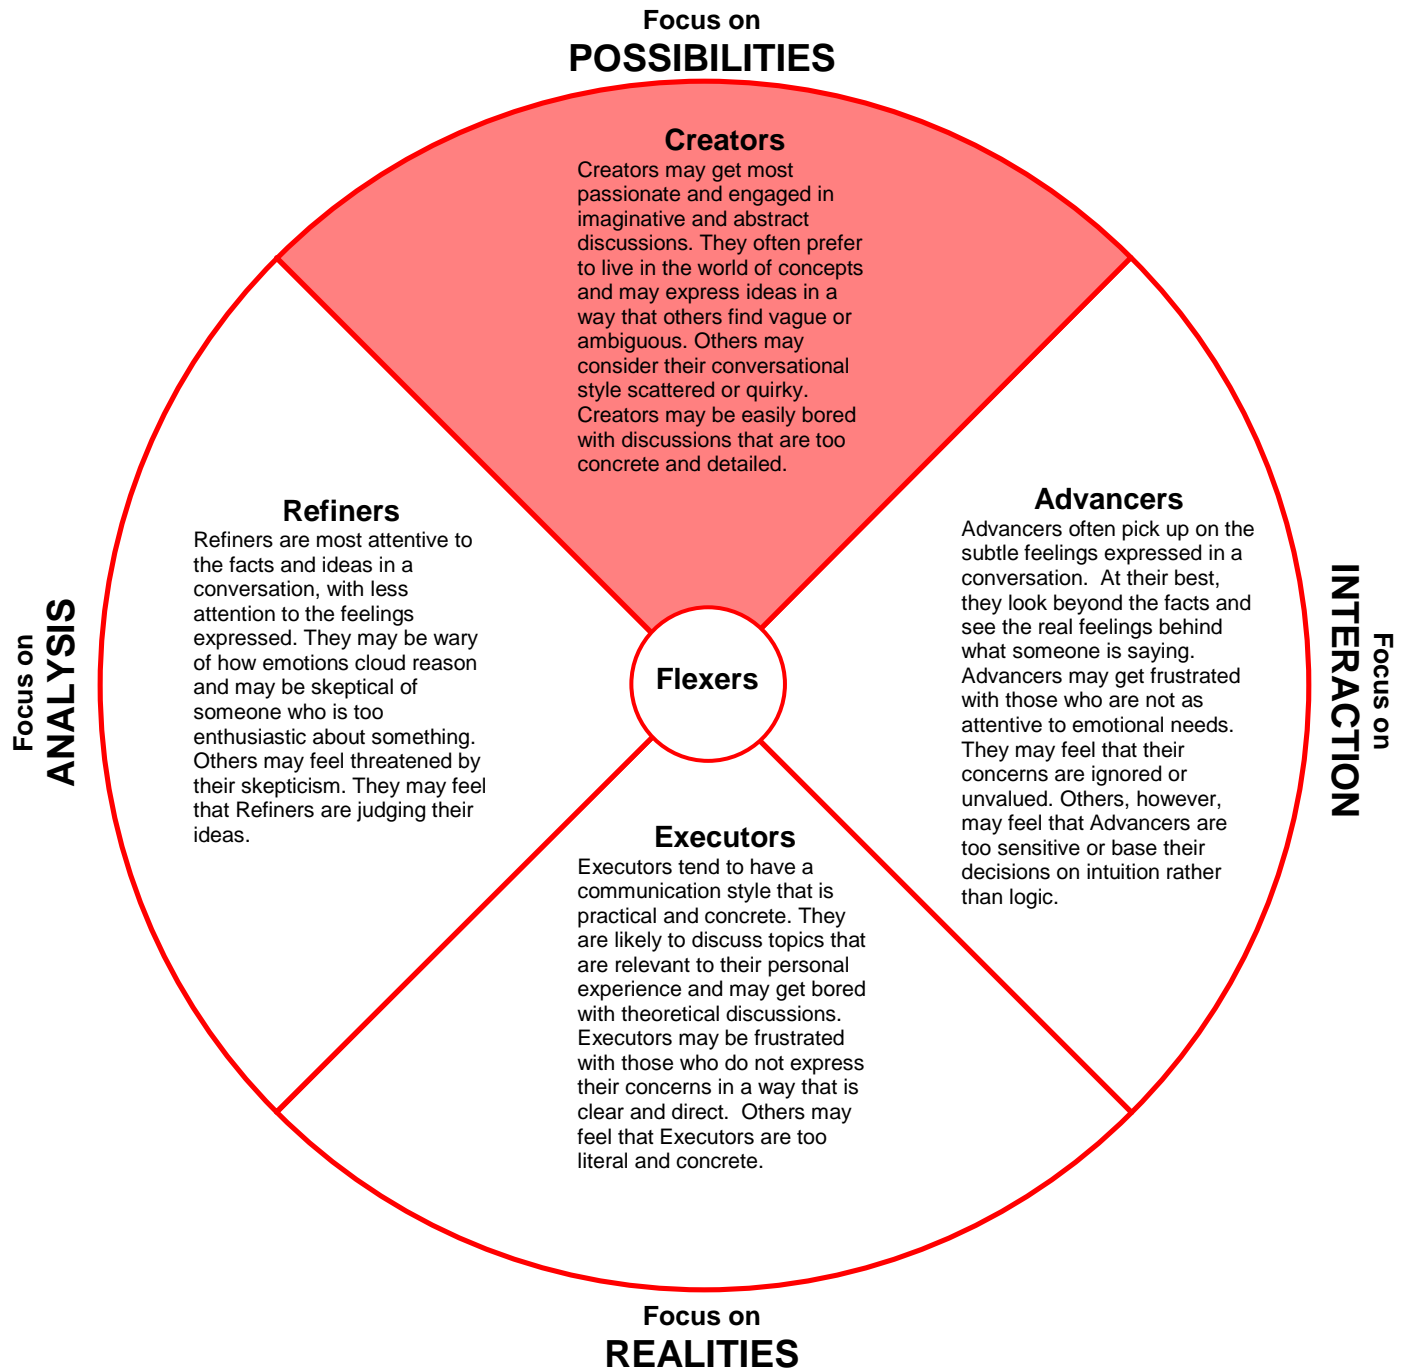 Focus on
POSSIBILITIES
Creators
Creators may get most
passionate and engaged in
imaginative and abstract
discussions. They often prefer
to live in the world of concepts
and may express ideas in a
way that others find vague or
ambiguous. Others may
consider their conversational
style scattered or quirky.
Creators may be easily bored
with discussions that are too
concrete and detailed.
Focus on
ANALYSIS
Refiners
Refiners are most attentive to
the facts and ideas in a
conversation, with less
attention to the feelings
expressed. They may be wary
of how emotions cloud reason
and may be skeptical of
someone who is too
enthusiastic about something.
Others may feel threatened by
their skepticism. They may feel
that Refiners are judging their
ideas.
Flexers
Advancers
Advancers often pick up on the
subtle feelings expressed in a
conversation.  At their best,
they look beyond the facts and
see the real feelings behind
what someone is saying.
Advancers may get frustrated
with those who are not as
attentive to emotional needs.
They may feel that their
concerns are ignored or
unvalued. Others, however,
may feel that Advancers are
too sensitive or base their
decisions on intuition rather
than logic.
Focus on
INTERACTION
Executors
Executors tend to have a
communication style that is
practical and concrete. They
are likely to discuss topics that
are relevant to their personal
experience and may get bored
with theoretical discussions.
Executors may be frustrated
with those who do not express
their concerns in a way that is
clear and direct.  Others may
feel that Executors are too
literal and concrete.
Focus on
REALITIES